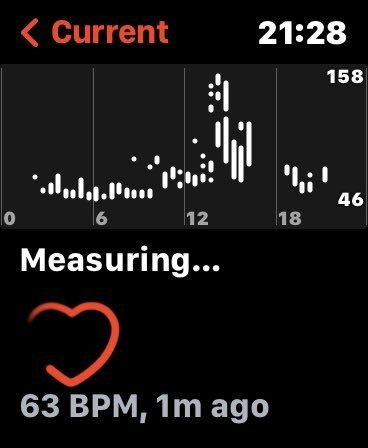 Current 21:28
158
46
0 6 12 18
Measuring...
63 BPM, 1m ago